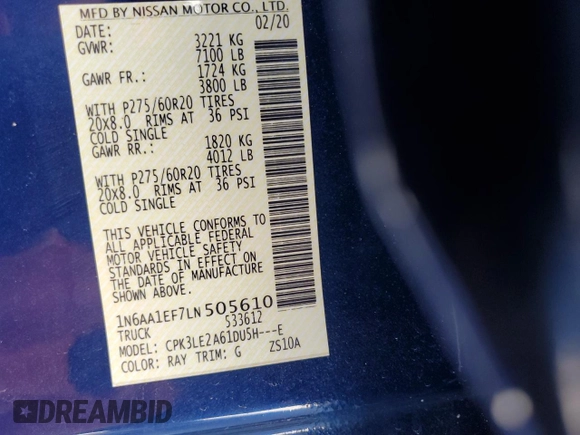 MFD BY NISSAN MOTOR CO., LTD.
DATE: 02/20
GVWR: 3221 KG
7100 LB
GAWR FR.: 1724 KG
3800 LB
WITH P275/60R20 TIRES
20X8.0 RIMS AT 36 PSI
COLD SINGLE
GAWR RR.: 1820 KG
4012 LB
WITH P275/60R20 TIRES
20X8.0 RIMS AT 36 PSI
COLD SINGLE
THIS VEHICLE CONFORMS TO
ALL APPLICABLE FEDERAL
MOTOR VEHICLE SAFETY
STANDARDS IN EFFECT ON
THE DATE OF MANUFACTURE
SHOWN ABOVE.
1N6AA1EF7LN505610
TRUCK 533612
MODEL: CPK3LE2A61DU5H---E
COLOR: RAY TRIM: G ZS10A
DREAMBID